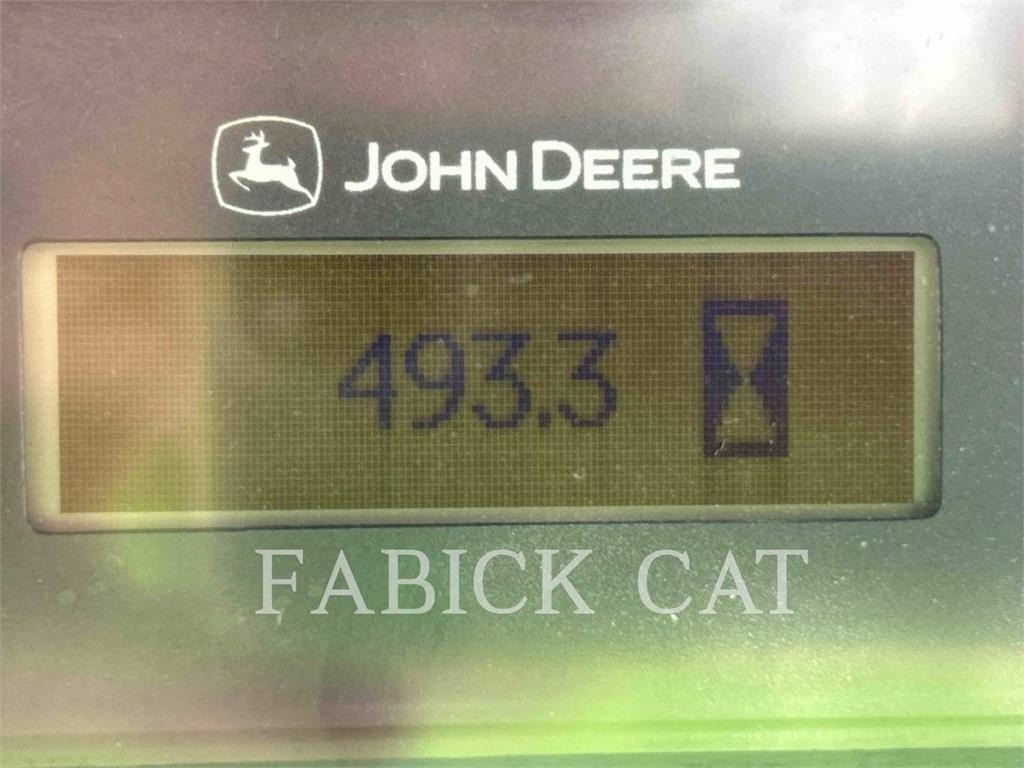 JOHN DEERE
493.3
FABICK CAT